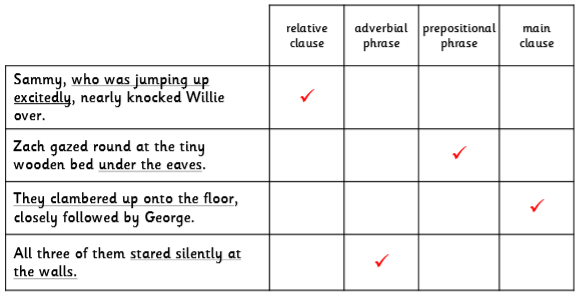 relative clause
adverbial phrase
prepositional phrase
main clause
Sammy, who was jumping up
excitedly, nearly knocked Willie
over.
Zach gazed round at the tiny
wooden bed under the eaves.
They clambered up onto the floor,
closely followed by George.
All three of them stared silently at
the walls.